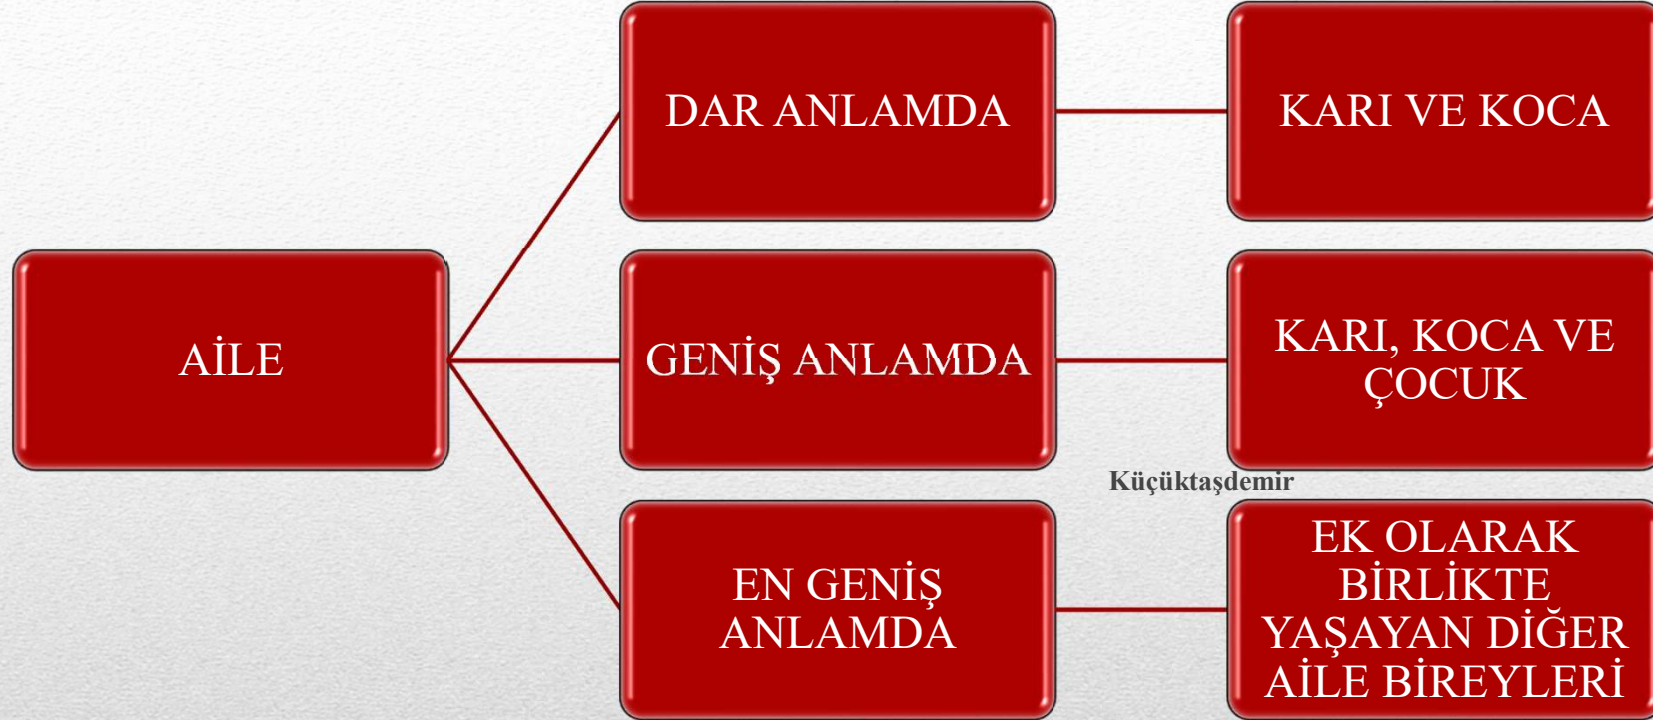 AİLE
DAR ANLAMDA
KARI VE KOCA
GENİŞ ANLAMDA
KARI, KOCA VE
ÇOCUK
Küçüktaşdemir
EN GENİŞ
ANLAMDA
EK OLARAK
BİRLİKTE
YAŞAYAN DİĞER
AİLE BİREYLERİ